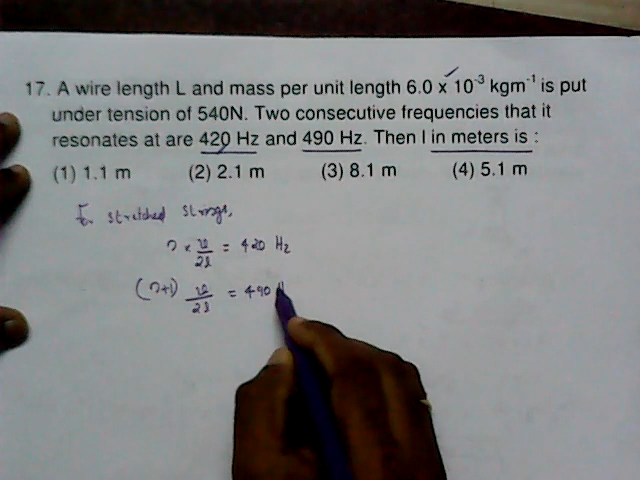 17. A wire length L and mass per unit length 6.0 x 10⁻³ kgm⁻¹ is put
under tension of 540N. Two consecutive frequencies that it
resonates at are 420 Hz and 490 Hz. Then l in meters is :
(1) 1.1 m (2) 2.1 m (3) 8.1 m (4) 5.1 m
For stretched strings,
n × v/2l = 420 Hz
(n+1) v/2l = 490 H